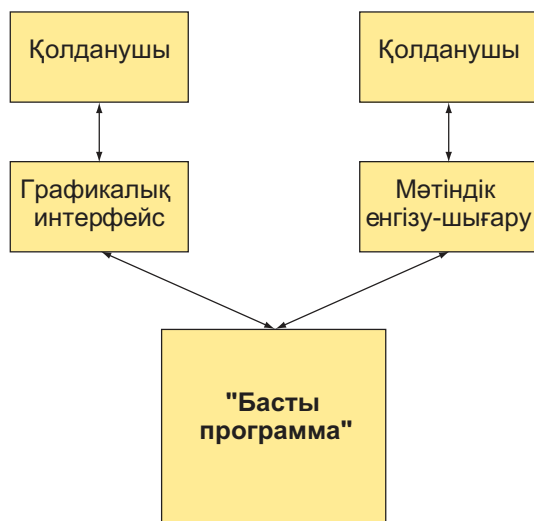 Қолданушы
Қолданушы
Графикалық
интерфейс
Мәтіндік
енгізу-шығару
"Басты
программа"